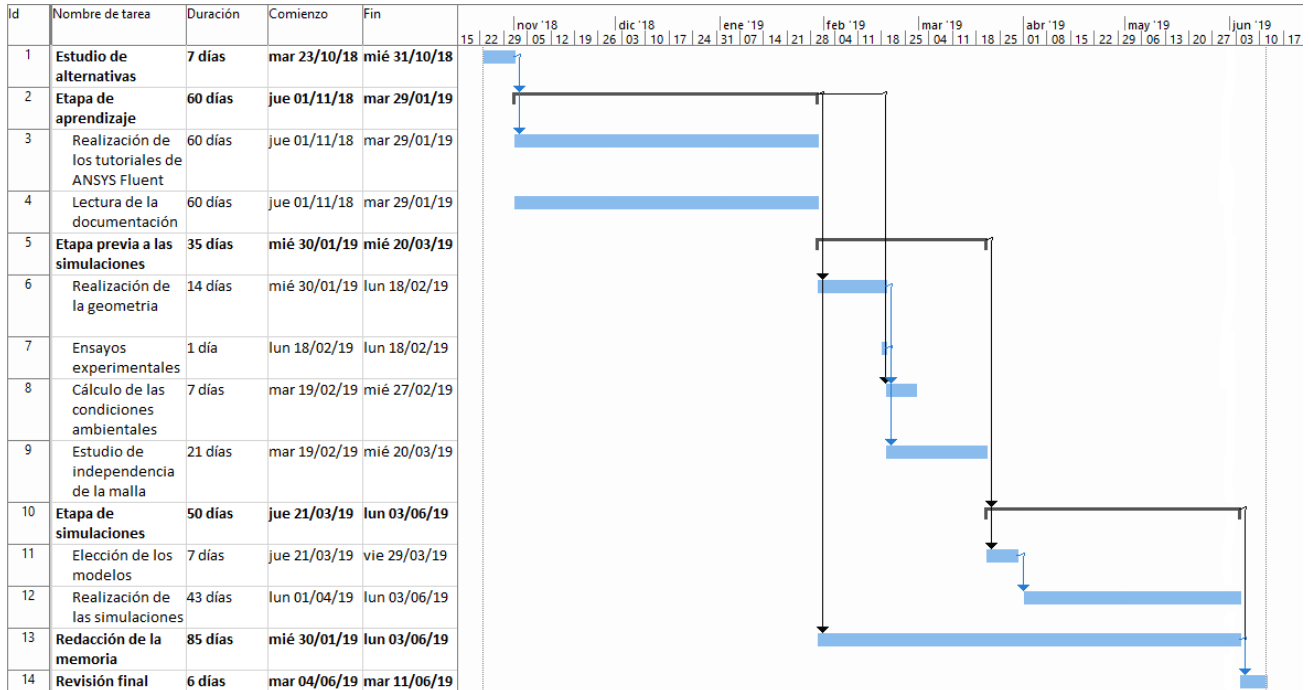 Id Nombre de tarea Duración Comienzo Fin
nov '18 dic '18 ene '19 feb '19 mar '19 abr '19 may '19 jun '19
15 22 29 05 12 19 26 03 10 17 24 31 07 14 21 28 04 11 18 25 04 11 18 25 01 08 15 22 29 06 13 20 27 03 10 17
1 Estudio de 7 días mar 23/10/18 mié 31/10/18
alternativas
2 Etapa de 60 días jue 01/11/18 mar 29/01/19
aprendizaje
3 Realización de 60 días jue 01/11/18 mar 29/01/19
los tutoriales de
ANSYS Fluent
4 Lectura de la 60 días jue 01/11/18 mar 29/01/19
documentación
5 Etapa previa a las 35 días mié 30/01/19 mié 20/03/19
simulaciones
6 Realización de 14 días mié 30/01/19 lun 18/02/19
la geometria
7 Ensayos 1 día lun 18/02/19 lun 18/02/19
experimentales
8 Cálculo de las 7 días mar 19/02/19 mié 27/02/19
condiciones
ambientales
9 Estudio de 21 días mar 19/02/19 mié 20/03/19
independencia
de la malla
10 Etapa de 50 días jue 21/03/19 lun 03/06/19
simulaciones
11 Elección de los 7 días jue 21/03/19 vie 29/03/19
modelos
12 Realización de 43 días lun 01/04/19 lun 03/06/19
las simulaciones
13 Redacción de la 85 días mié 30/01/19 lun 03/06/19
memoria
14 Revisión final 6 días mar 04/06/19 mar 11/06/19